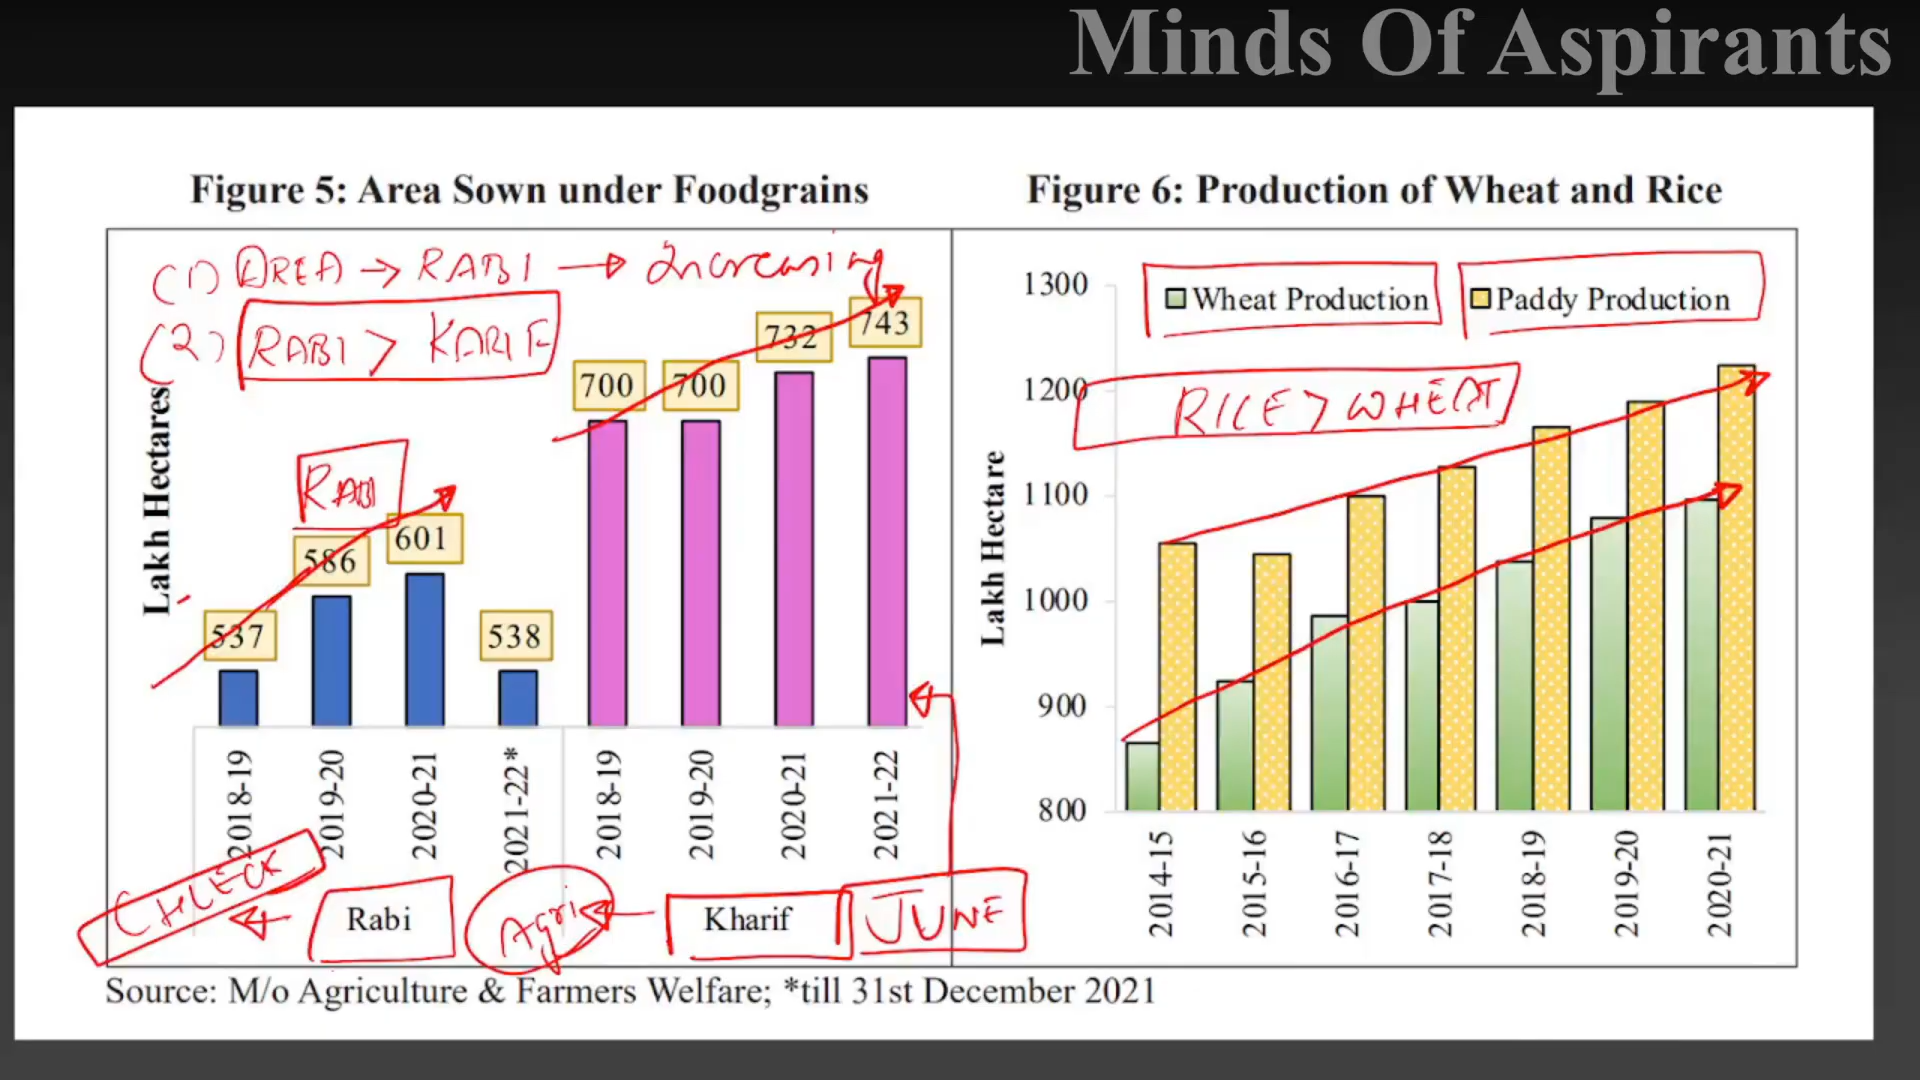 Minds Of Aspirants
Figure 5: Area Sown under Foodgrains
(1) AREA → RABI → Increasing
(2) RABI > KARIF
Lakh Hectares
RABI
537
586
601
538
700
700
732
743
2018-19
2019-20
2020-21
2021-22*
2018-19
2019-20
2020-21
2021-22
CHLECK
Rabi
Agri
Kharif
JUNE
Figure 6: Production of Wheat and Rice
Wheat Production
Paddy Production
RICE > WHEAT
Lakh Hectare
1300
1200
1100
1000
900
800
2014-15
2015-16
2016-17
2017-18
2018-19
2019-20
2020-21
Source: M/o Agriculture & Farmers Welfare; *till 31st December 2021